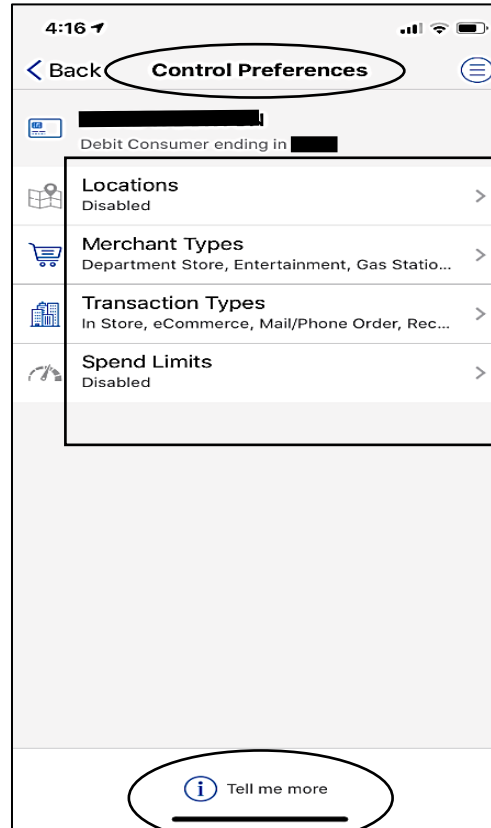 4:16
Back Control Preferences
Debit Consumer ending in
Locations
Disabled
Merchant Types
Department Store, Entertainment, Gas Statio...
Transaction Types
In Store, eCommerce, Mail/Phone Order, Rec...
Spend Limits
Disabled
Tell me more